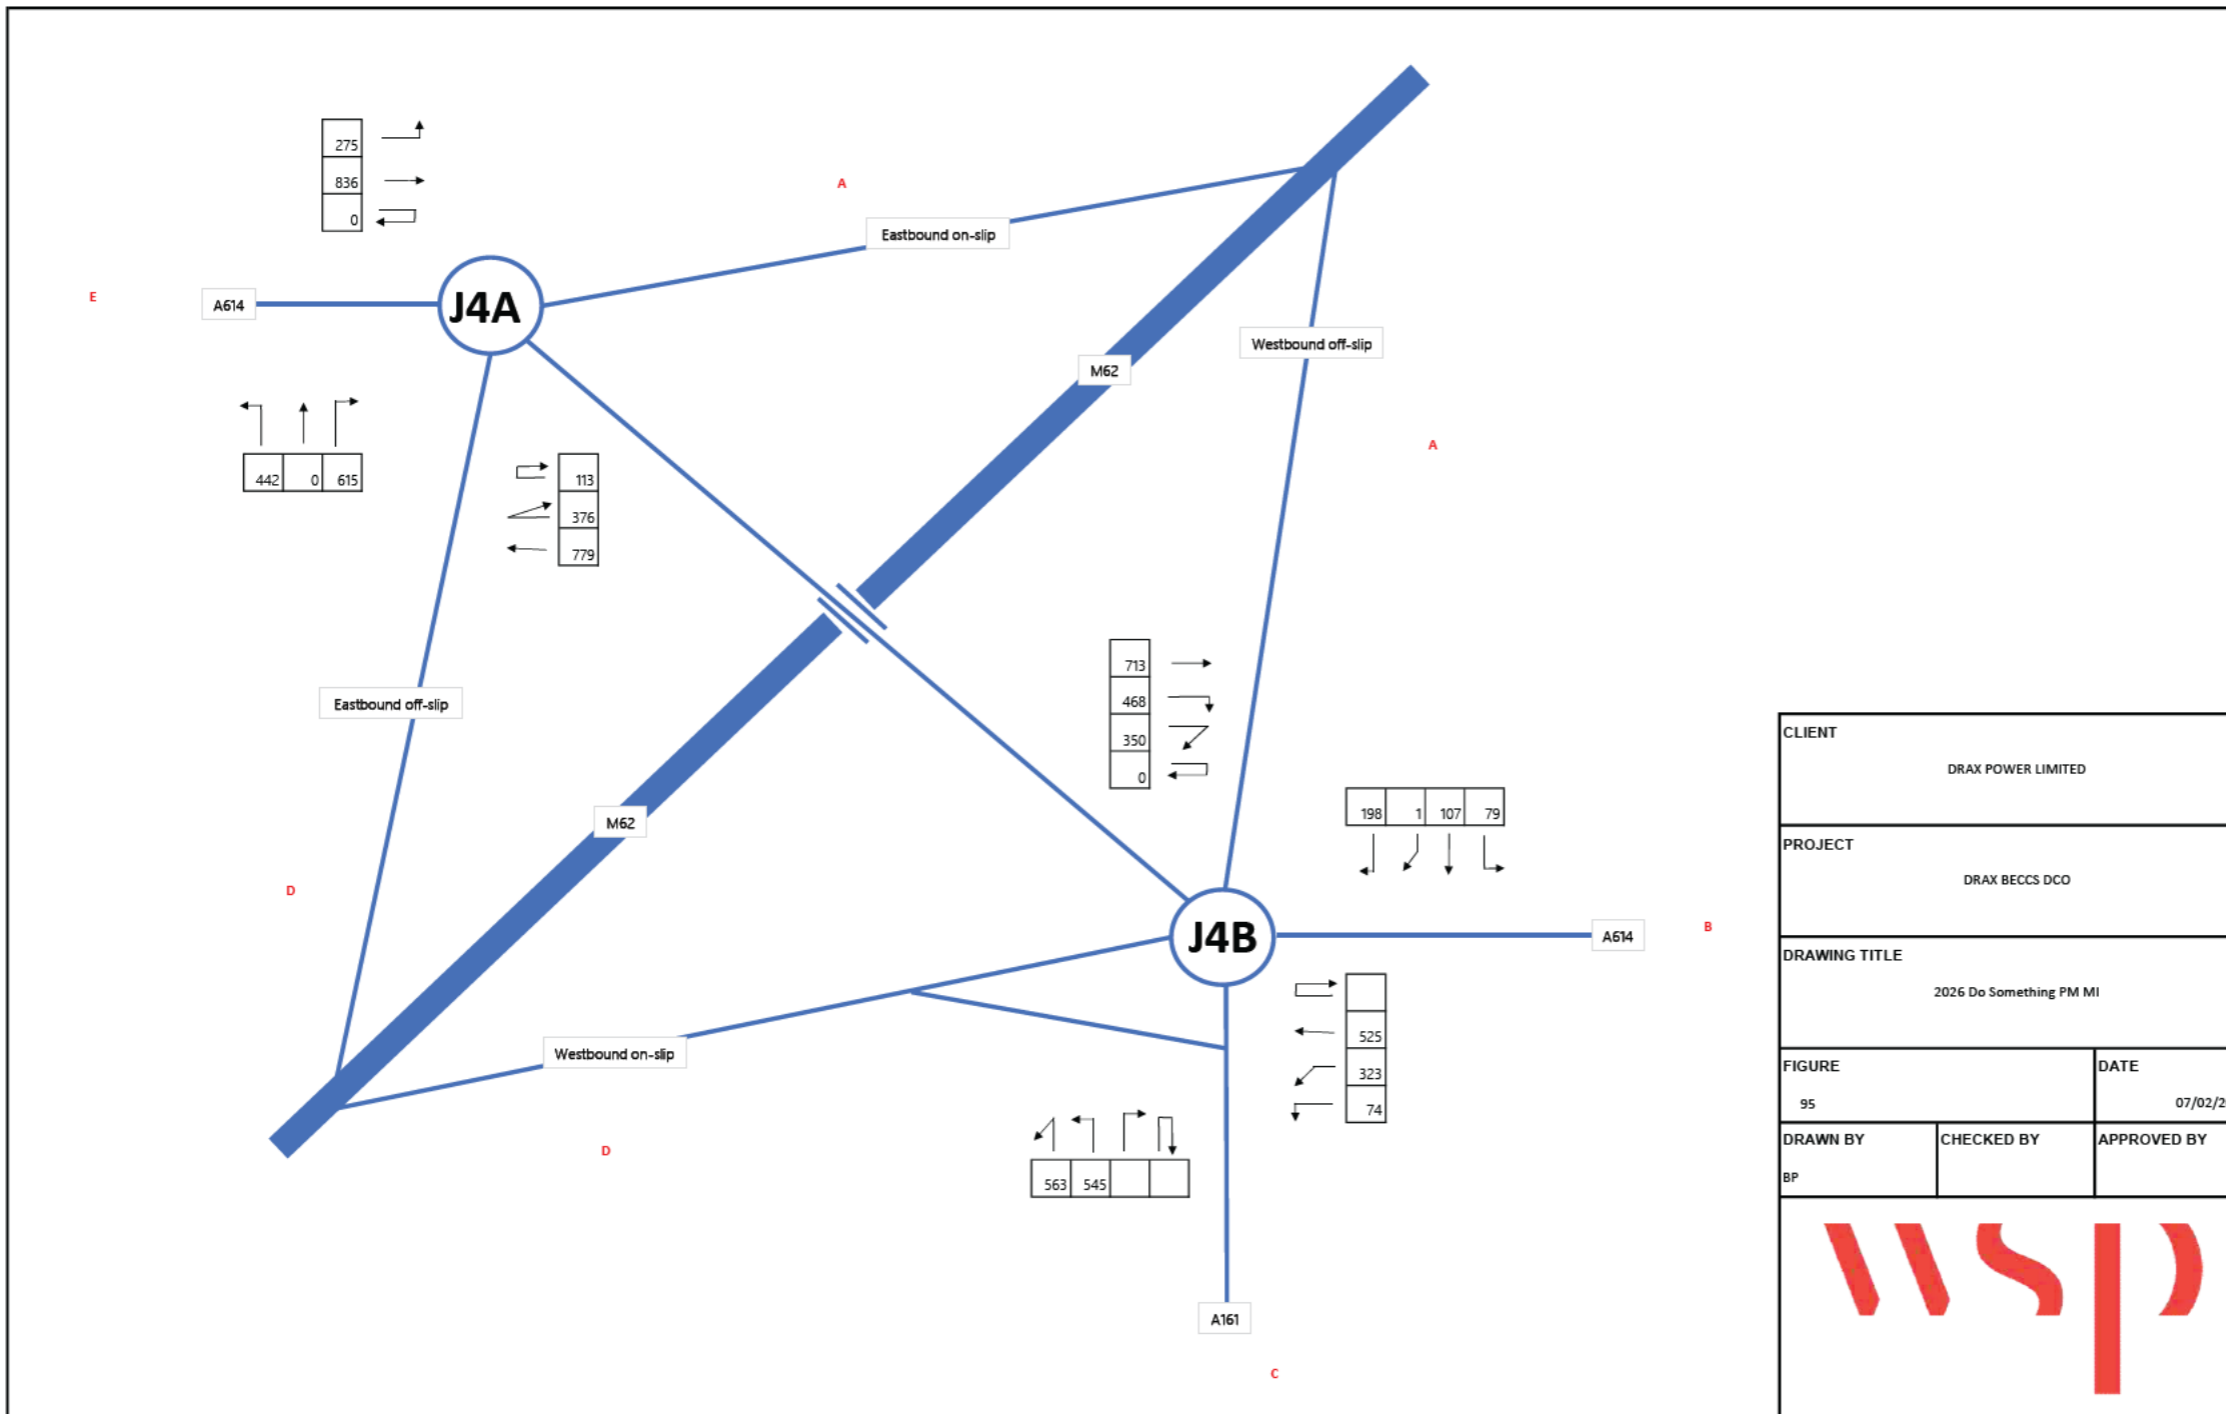 275
836
0
A
Eastbound on-slip
E
A614
J4A
Westbound off-slip
M62
A
442 0 615
113
376
779
713
468
350
0
Eastbound off-slip
M62
198 1 107 79
D
J4B
A614
B
525
323
74
Westbound on-slip
D
563 545
A161
C
CLIENT
DRAX POWER LIMITED
PROJECT
DRAX BECCS DCO
DRAWING TITLE
2026 Do Something PM MI
FIGURE DATE
95 07/02/2
DRAWN BY CHECKED BY APPROVED BY
BP
wsp